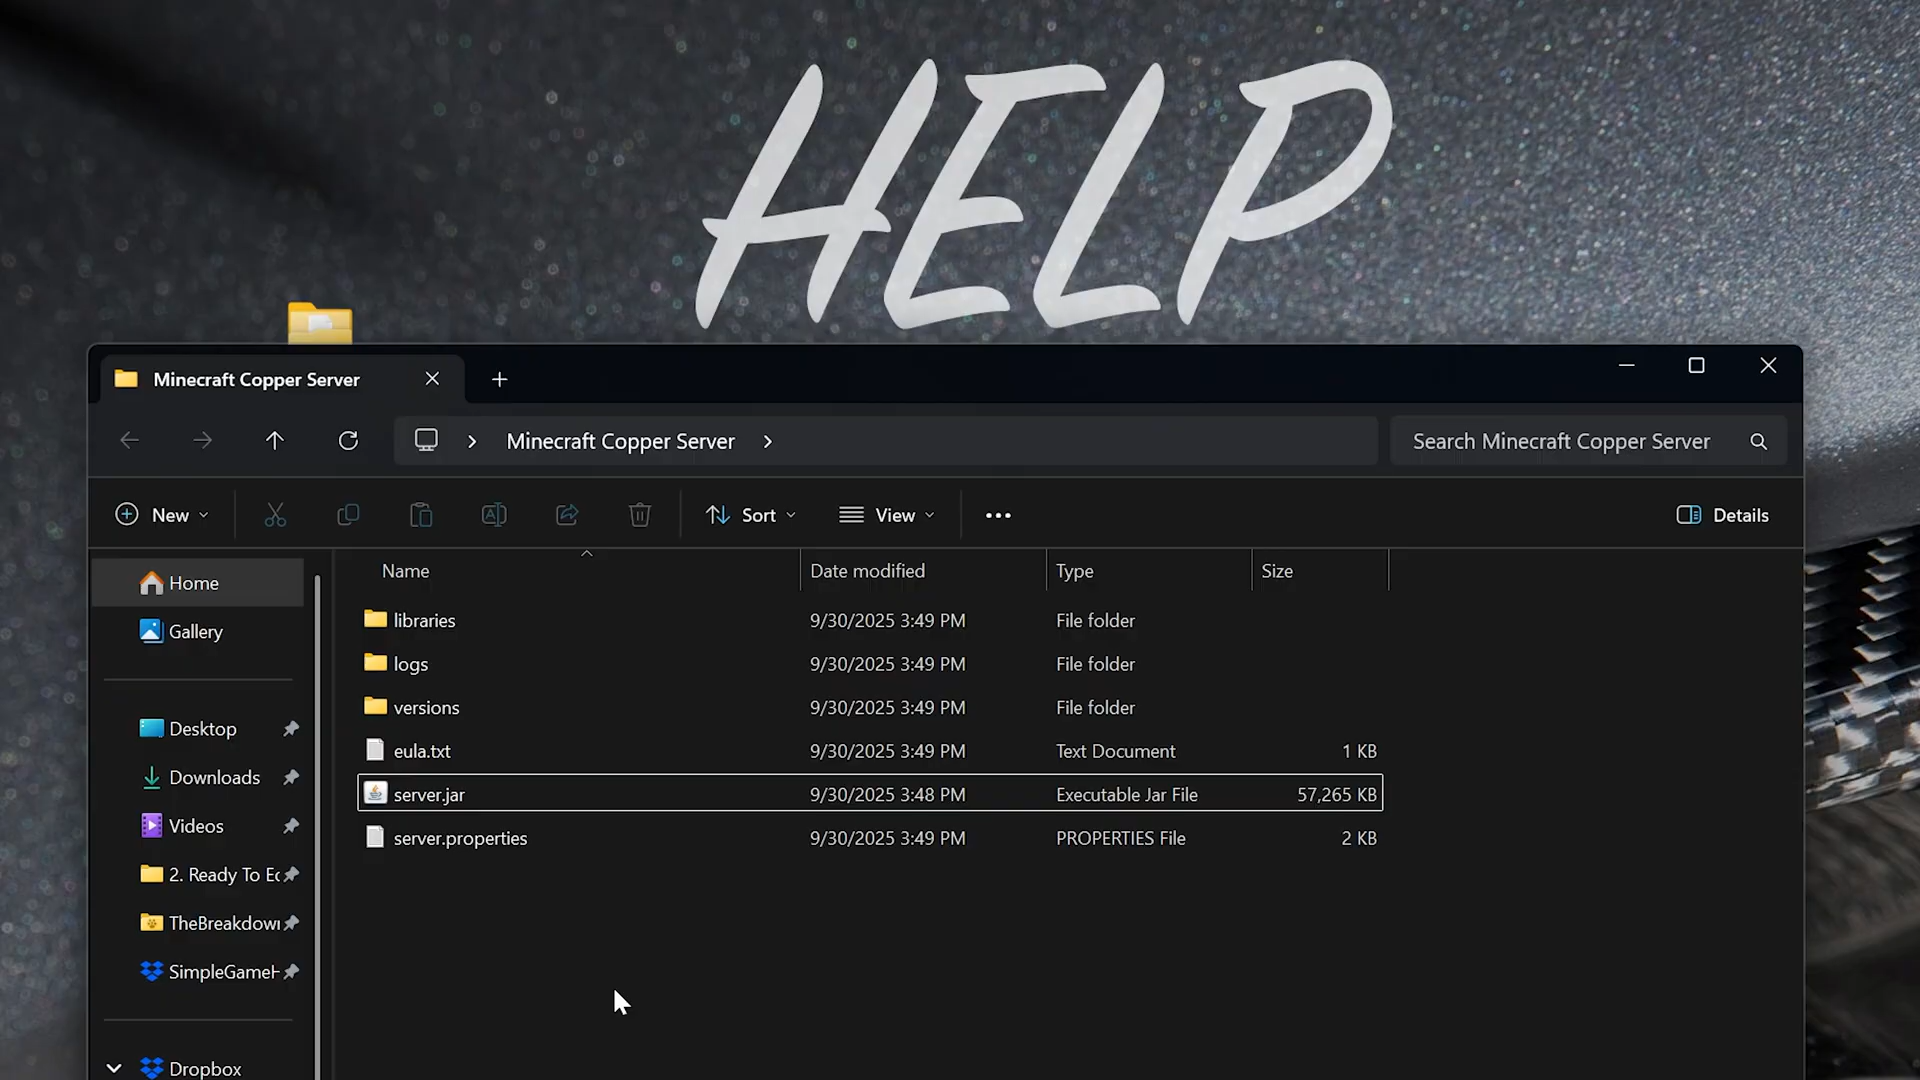 HELP
Minecraft Copper Server
Minecraft Copper Server
Search Minecraft Copper Server
New
Sort
View
Details
Home
Gallery
Desktop
Downloads
Videos
2. Ready To Ec
TheBreakdow
SimpleGameH
Dropbox
Name Date modified Type Size
libraries 9/30/2025 3:49 PM File folder
logs 9/30/2025 3:49 PM File folder
versions 9/30/2025 3:49 PM File folder
eula.txt 9/30/2025 3:49 PM Text Document 1 KB
server.jar 9/30/2025 3:48 PM Executable Jar File 57,265 KB
server.properties 9/30/2025 3:49 PM PROPERTIES File 2 KB